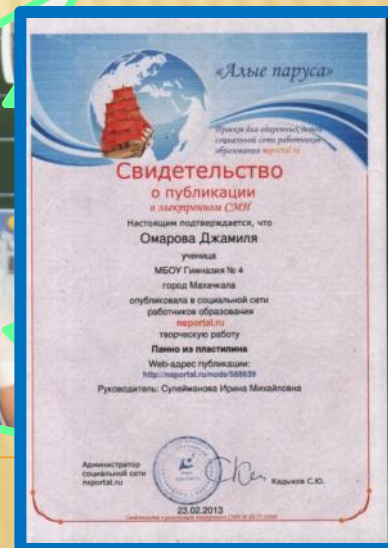 «Алые паруса»
Проект для одаренных детей
социальной сети работников
образования nsportal.ru
Свидетельство
о публикации
в электронном СМИ
Настоящим подтверждается, что
Омарова Джамиля
ученица
МБОУ Гимназия № 4
город Махачкала
опубликовала в социальной сети
работников образования
nsportal.ru
творческую работу
Панно из пластилина
Web-адрес публикации:
http://nsportal.ru/node/568639
Руководитель: Сулейманова Ирина Михайловна
Администратор
социальной сети
nsportal.ru
Кадыков С.Ю.
23.02.2013